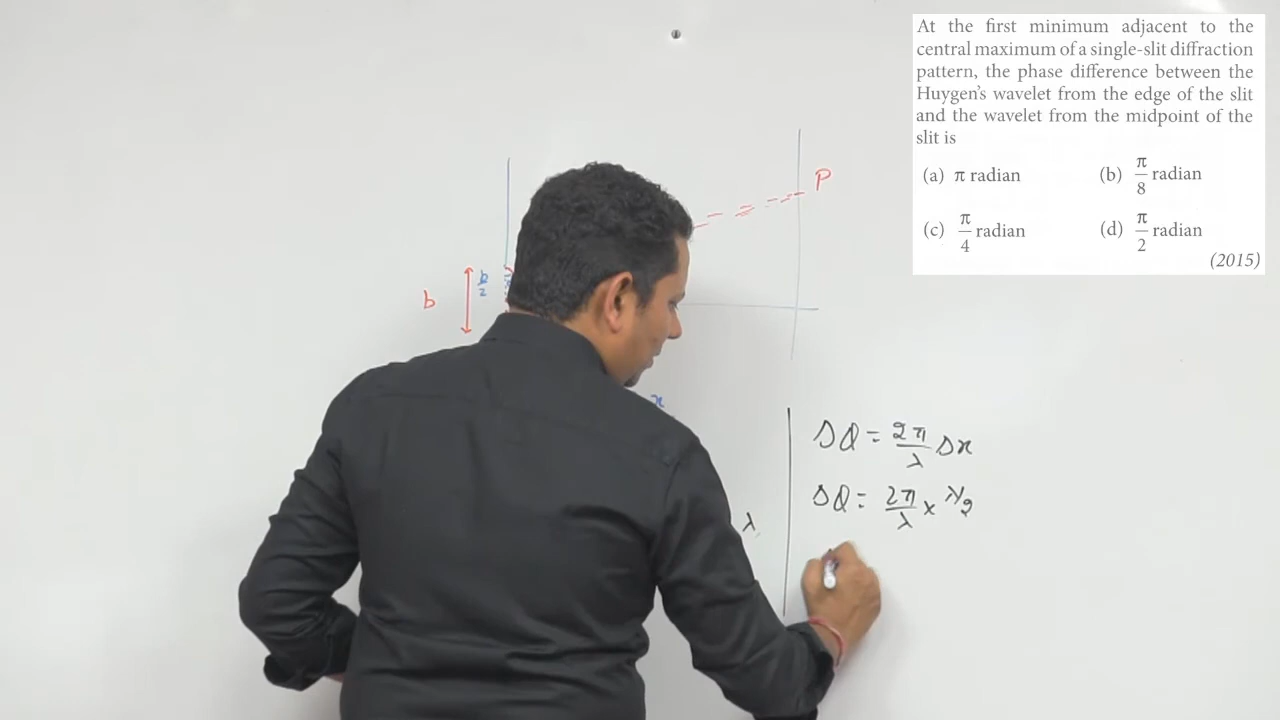 At the first minimum adjacent to the
central maximum of a single-slit diffraction
pattern, the phase difference between the
Huygen's wavelet from the edge of the slit
and the wavelet from the midpoint of the
slit is
(a) π radian (b) π/8 radian
(c) π/4 radian (d) π/2 radian
(2015)
P
b
b/2
x
λ
Δφ = 2π/λ Δx
Δφ = 2π/λ × λ/2